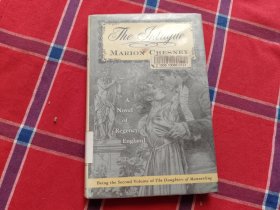 The Intrigue
MARION CHESNEY
A
Novel
of
Regency
England
Being the Second Volume of The Daughters of Mannerling